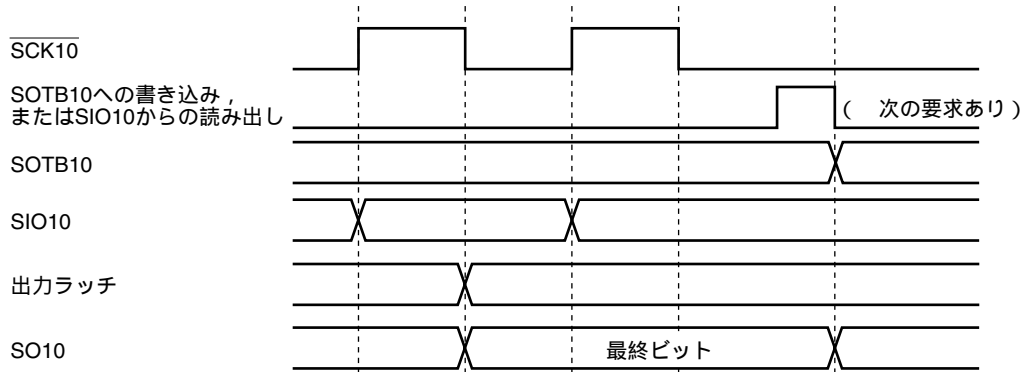 SCK10
SOTB10への書き込み，
またはSIO10からの読み出し
( 次の要求あり )
SOTB10
SIO10
出力ラッチ
SO10
最終ビット